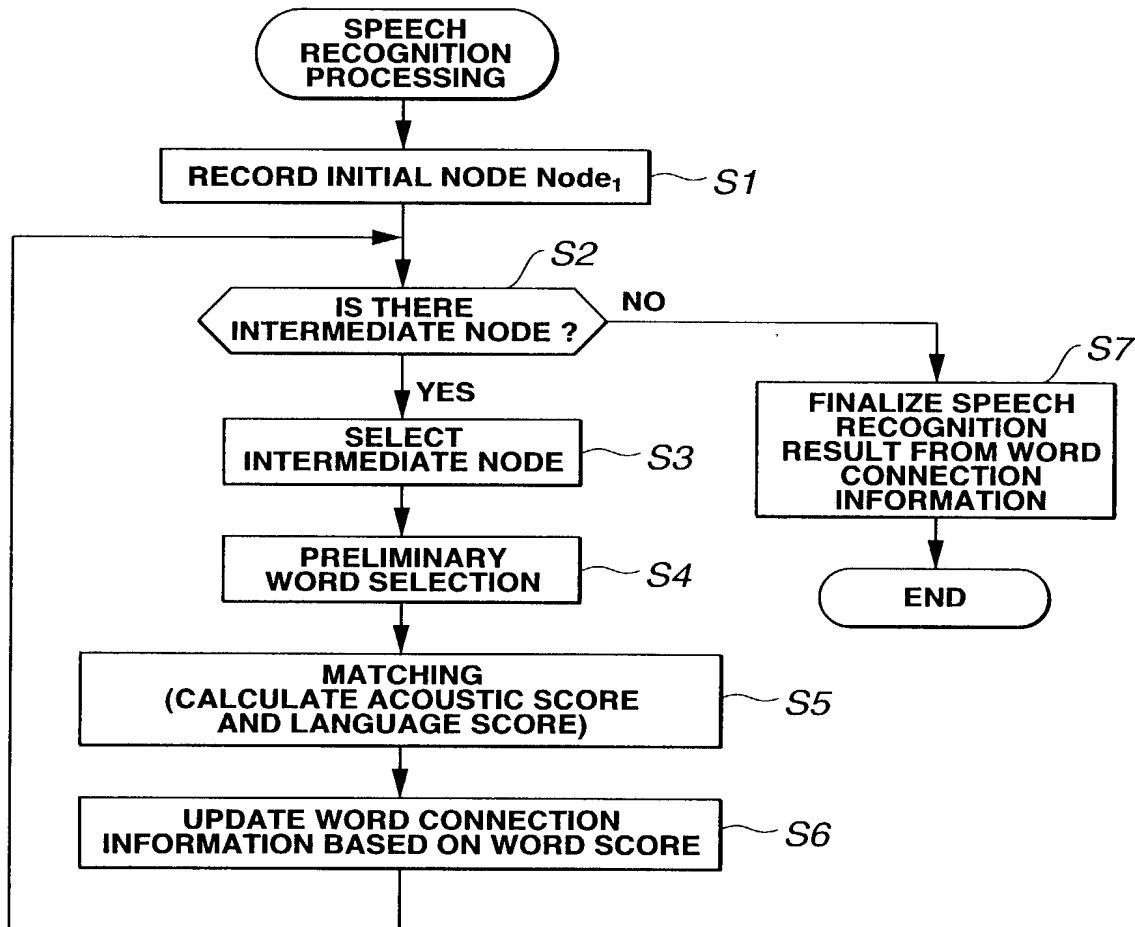 SPEECH
RECOGNITION
PROCESSING
RECORD INITIAL NODE Node₁
S1
S2
IS THERE
INTERMEDIATE NODE ?
NO
YES
S7
FINALIZE SPEECH
RECOGNITION
RESULT FROM WORD
CONNECTION
INFORMATION
SELECT
INTERMEDIATE NODE
S3
PRELIMINARY
WORD SELECTION
S4
END
MATCHING
(CALCULATE ACOUSTIC SCORE
AND LANGUAGE SCORE)
S5
UPDATE WORD CONNECTION
INFORMATION BASED ON WORD SCORE
S6